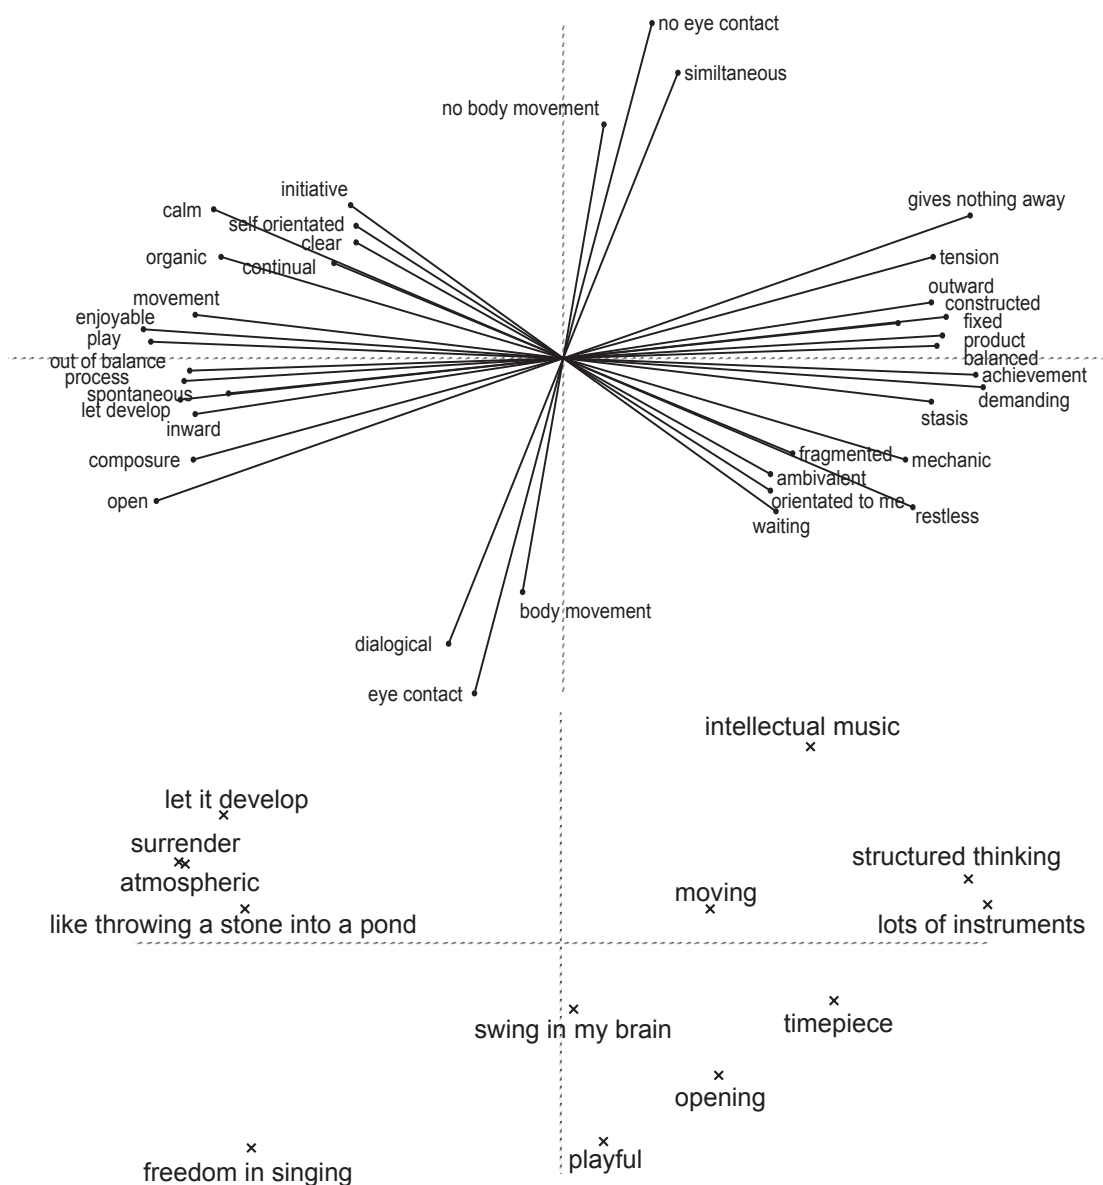 no eye contact
similtaneous
no body movement
initiative
calm
self orientated
clear
organic
continual
movement
enjoyable
play
out of balance
process
spontaneous
let develop
inward
composure
open
gives nothing away
tension
outward
constructed
fixed
product
balanced
achievement
demanding
stasis
fragmented
mechanic
ambivalent
orientated to me
restless
waiting
body movement
dialogical
eye contact
intellectual music
let it develop
surrender
atmospheric
like throwing a stone into a pond
structured thinking
moving
lots of instruments
swing in my brain
timepiece
opening
playful
freedom in singing